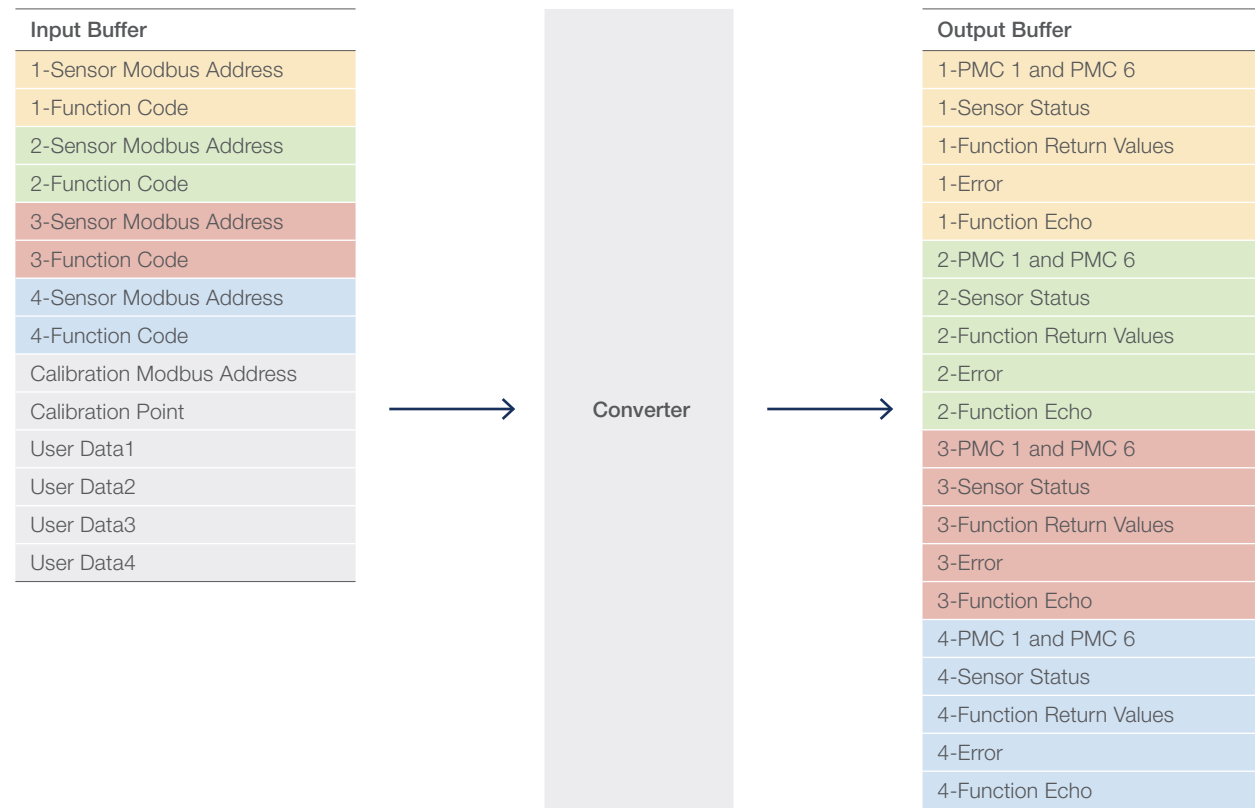 Input Buffer
1-Sensor Modbus Address
1-Function Code
2-Sensor Modbus Address
2-Function Code
3-Sensor Modbus Address
3-Function Code
4-Sensor Modbus Address
4-Function Code
Calibration Modbus Address
Calibration Point
User Data1
User Data2
User Data3
User Data4
Converter
Output Buffer
1-PMC 1 and PMC 6
1-Sensor Status
1-Function Return Values
1-Error
1-Function Echo
2-PMC 1 and PMC 6
2-Sensor Status
2-Function Return Values
2-Error
2-Function Echo
3-PMC 1 and PMC 6
3-Sensor Status
3-Function Return Values
3-Error
3-Function Echo
4-PMC 1 and PMC 6
4-Sensor Status
4-Function Return Values
4-Error
4-Function Echo